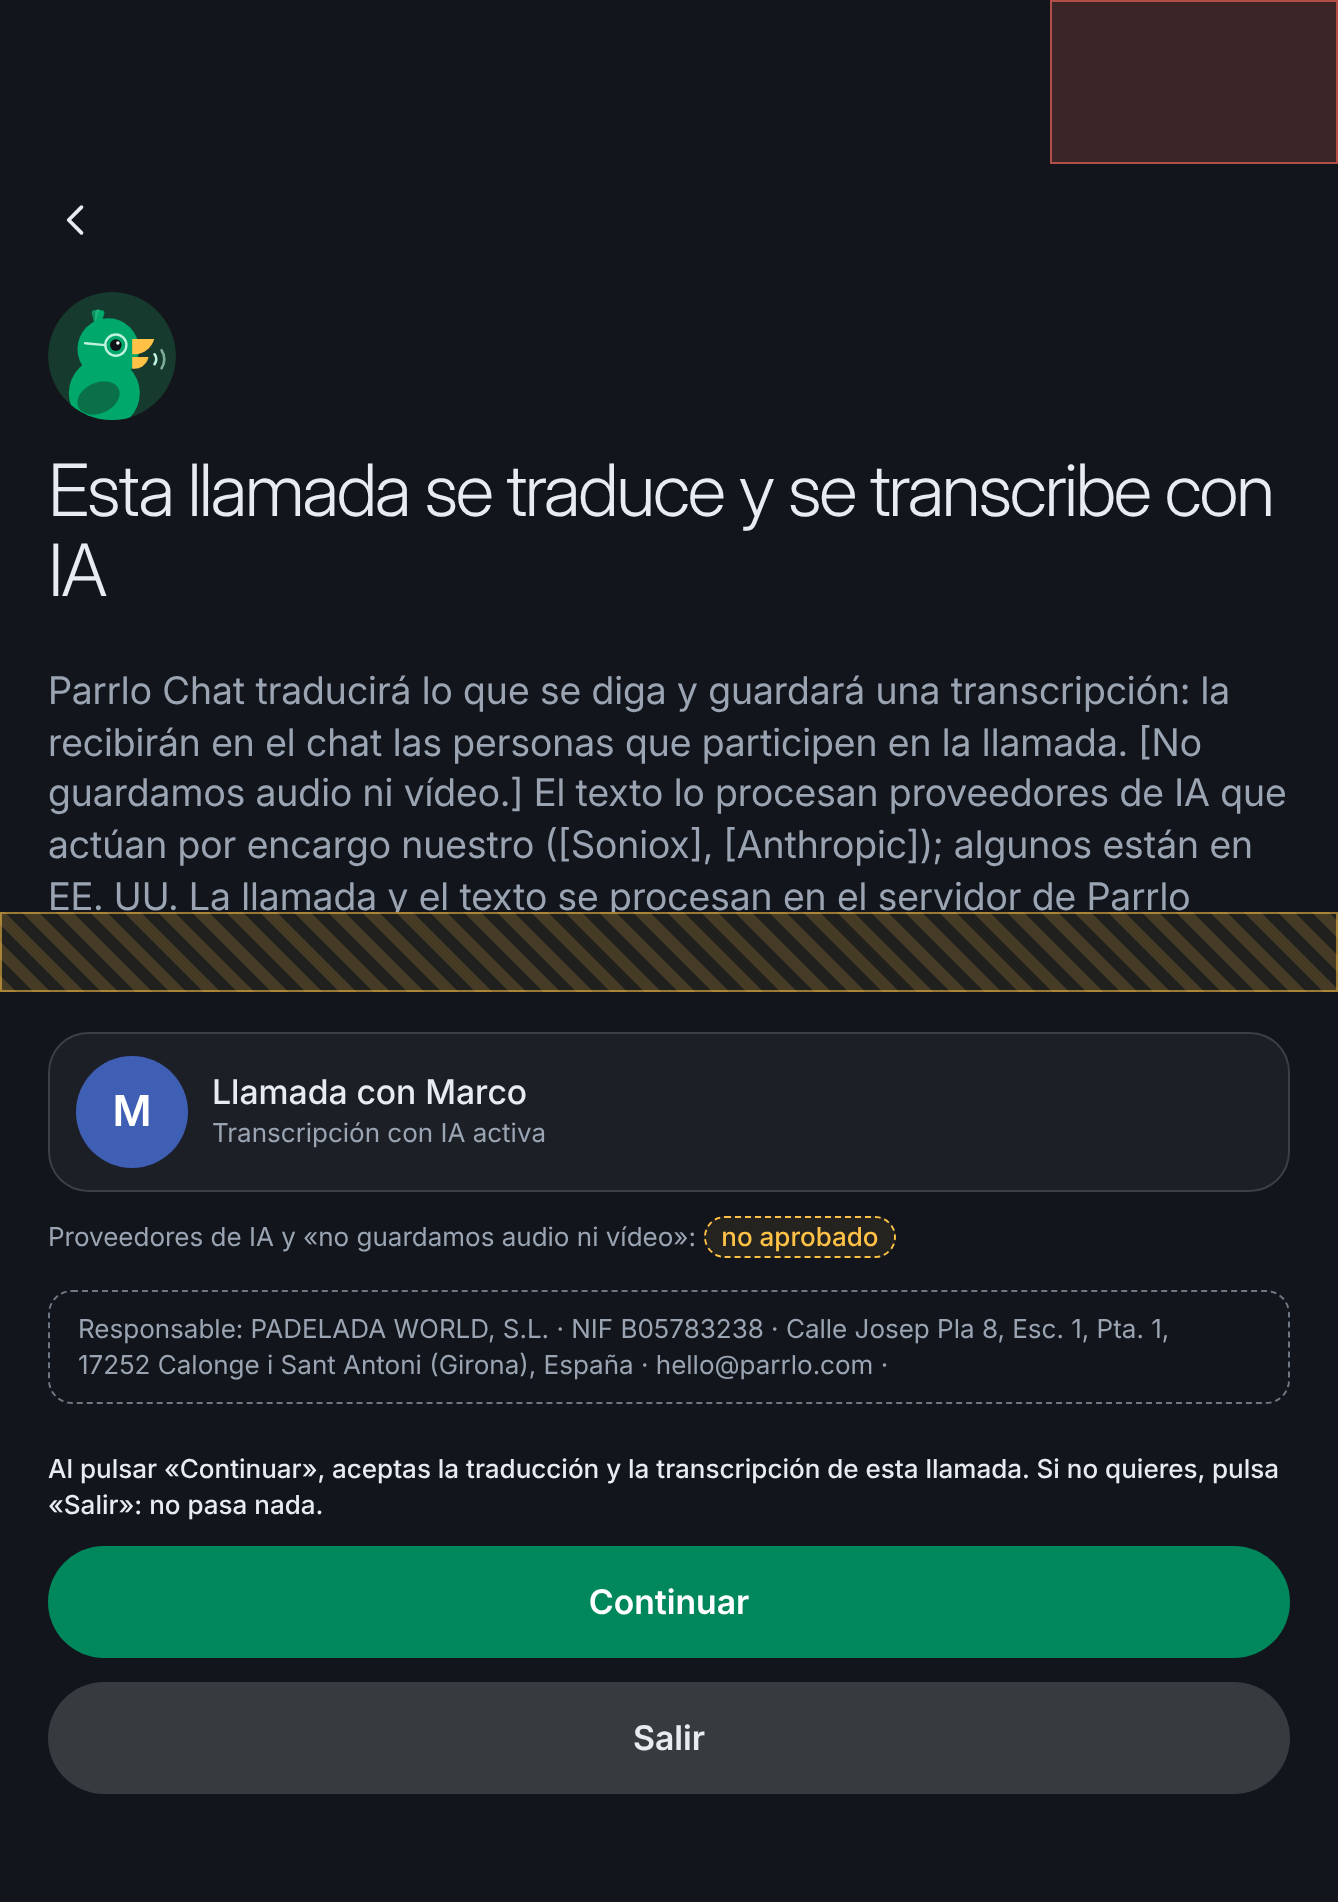 Esta llamada se traduce y se transcribe con
IA
Parrlo Chat traducirá lo que se diga y guardará una transcripción: la
recibirán en el chat las personas que participen en la llamada. [No
guardamos audio ni vídeo.] El texto lo procesan proveedores de IA que
actúan por encargo nuestro ([Soniox], [Anthropic]); algunos están en
EE. UU. La llamada y el texto se procesan en el servidor de Parrlo
M
Llamada con Marco
Transcripción con IA activa
Proveedores de IA y «no guardamos audio ni vídeo»: no aprobado
Responsable: PADELADA WORLD, S.L. · NIF B05783238 · Calle Josep Pla 8, Esc. 1, Pta. 1,
17252 Calonge i Sant Antoni (Girona), España · hello@parrlo.com ·
Al pulsar «Continuar», aceptas la traducción y la transcripción de esta llamada. Si no quieres, pulsa
«Salir»: no pasa nada.
Continuar
Salir